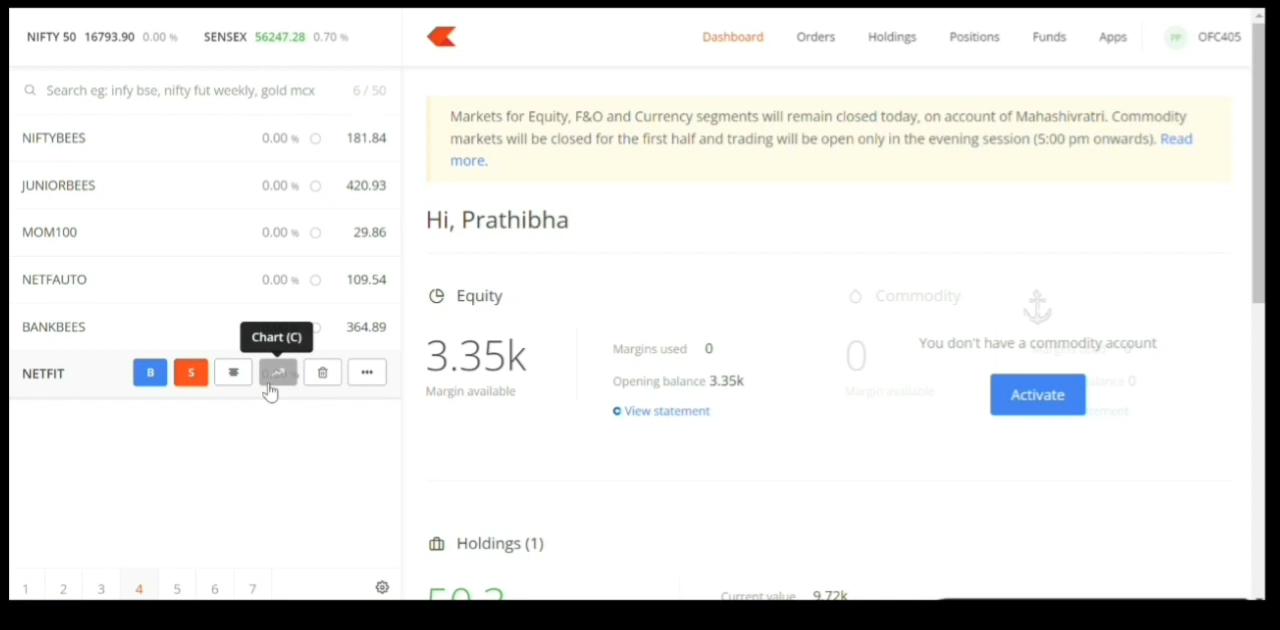 NIFTY 50 16793.90 0.00 % SENSEX 56247.28 0.70 %
Dashboard Orders Holdings Positions Funds Apps PP OFC405
Search eg: infy bse, nifty fut weekly, gold mcx 6 / 50
NIFTYBEES 0.00 % 181.84
JUNIORBEES 0.00 % 420.93
MOM100 0.00 % 29.86
NETFAUTO 0.00 % 109.54
BANKBEES 364.89
Chart (C)
NETFIT B S
1 2 3 4 5 6 7
Markets for Equity, F&O and Currency segments will remain closed today, on account of Mahashivratri. Commodity
markets will be closed for the first half and trading will be open only in the evening session (5:00 pm onwards). Read
more.
Hi, Prathibha
Equity
3.35k
Margin available
Margins used 0
Opening balance 3.35k
View statement
Commodity
0
Margin available
You don't have a commodity account
Activate
Holdings (1)
Current value 9.72k